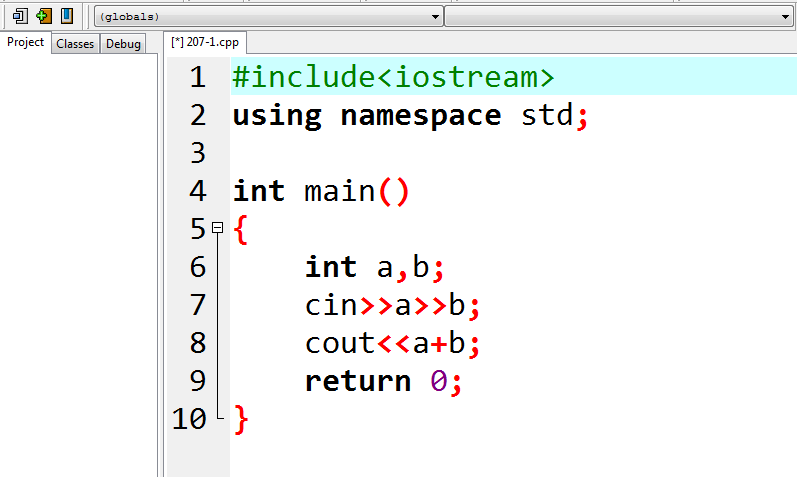 (globals)
Project Classes Debug [*] 207-1.cpp
1 #include<iostream>
2 using namespace std;
3
4 int main()
5 {
6 int a,b;
7 cin>>a>>b;
8 cout<<a+b;
9 return 0;
10 }